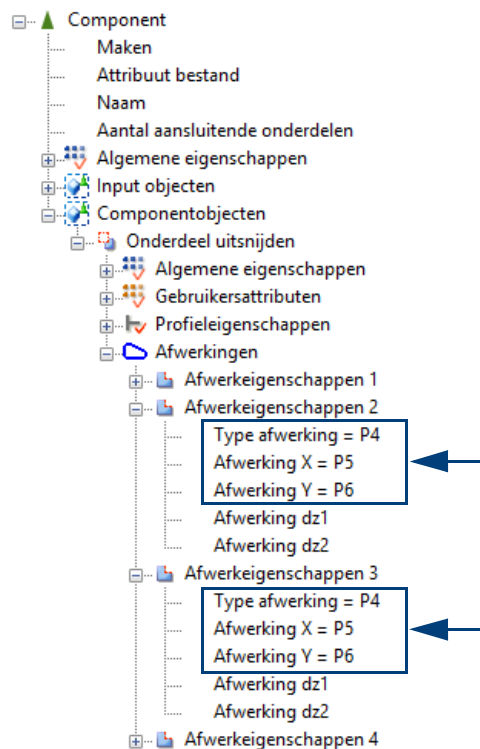 Component
Maken
Attribuut bestand
Naam
Aantal aansluitende onderdelen
Algemene eigenschappen
Input objecten
Componentobjecten
Onderdeel uitsnijden
Algemene eigenschappen
Gebruikersattributen
Profieleigenschappen
Afwerkingen
Afwerkeigenschappen 1
Afwerkeigenschappen 2
Type afwerking = P4
Afwerking X = P5
Afwerking Y = P6
Afwerking dz1
Afwerking dz2
Afwerkeigenschappen 3
Type afwerking = P4
Afwerking X = P5
Afwerking Y = P6
Afwerking dz1
Afwerking dz2
Afwerkeigenschappen 4